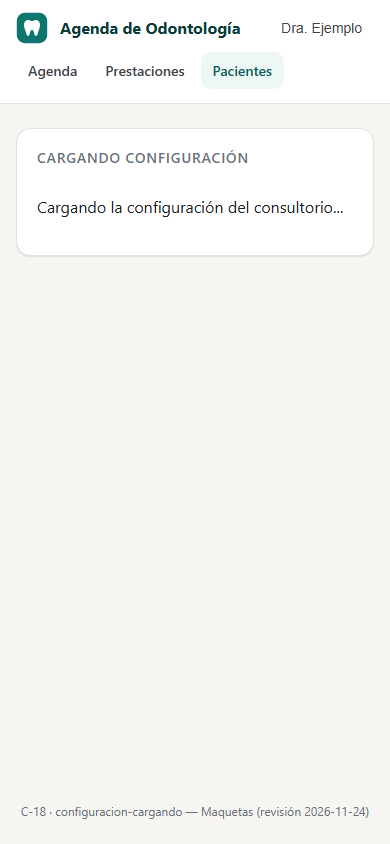 Agenda de Odontología
Dra. Ejemplo
Agenda
Prestaciones
Pacientes
CARGANDO CONFIGURACIÓN
Cargando la configuración del consultorio...
C-18 · configuracion-cargando — Maquetas (revisión 2026-11-24)